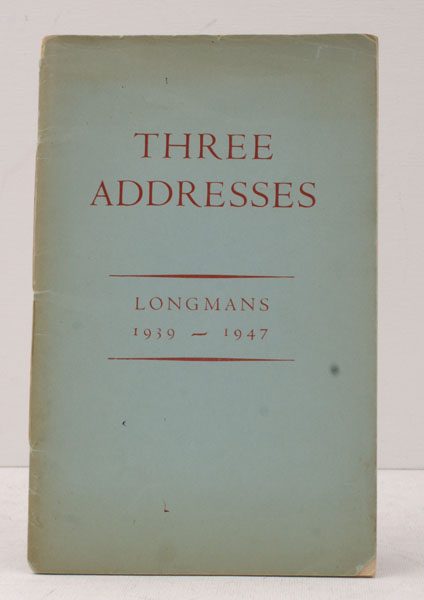 THREE
ADDRESSES
LONGMANS
1939 – 1947